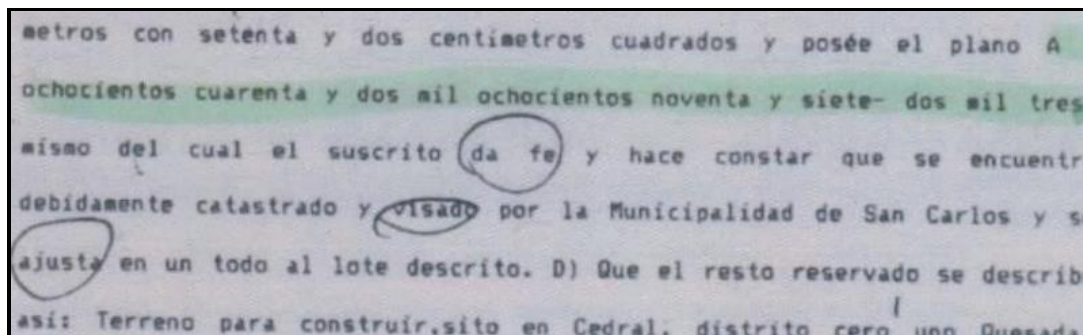 metros con setenta y dos centímetros cuadrados y posée el plano A
ochocientos cuarenta y dos mil ochocientos noventa y siete- dos mil tres
mismo del cual el suscrito da fe y hace constar que se encuentr
debidamente catastrado y visado por la Municipalidad de San Carlos y s
ajusta en un todo al lote descrito. D) Que el resto reservado se describ
así: Terreno para construir,sito en Cedral, distrito cero uno Quesad